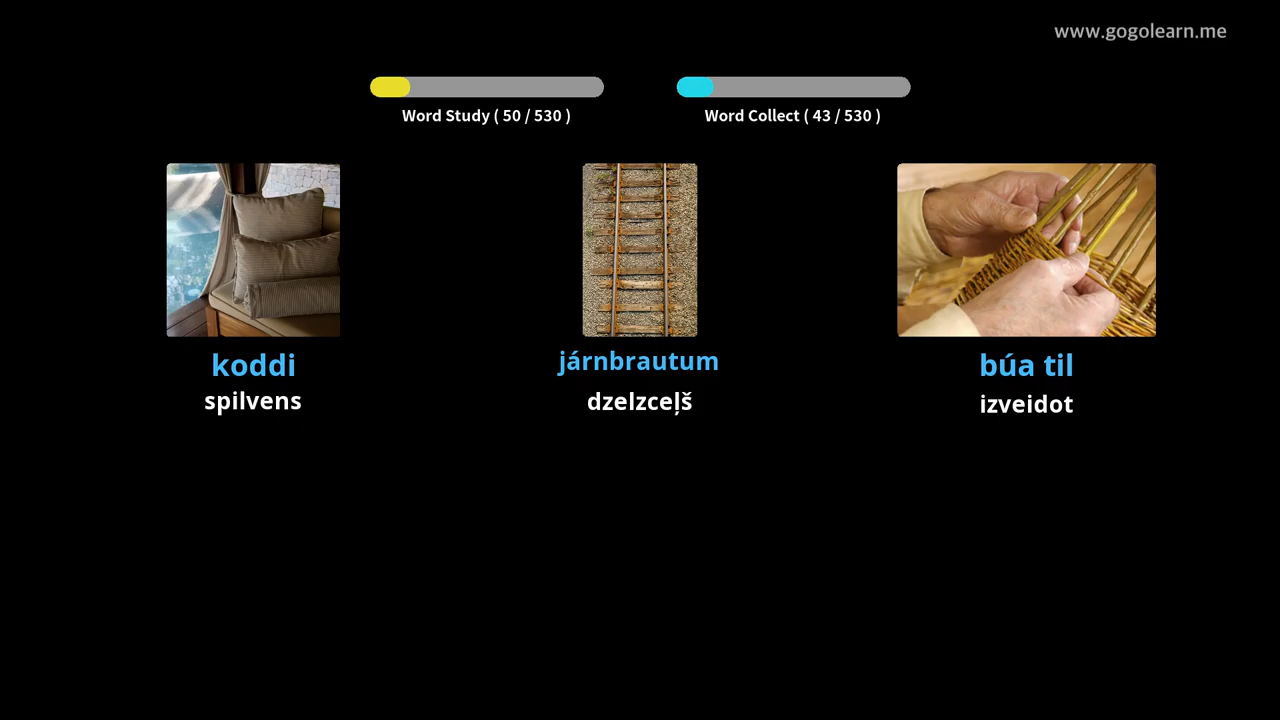 www.gogolearn.me
Word Study ( 50 / 530 )
Word Collect ( 43 / 530 )
koddi
spilvens
járnbrautum
dzelzceļš
búa til
izveidot